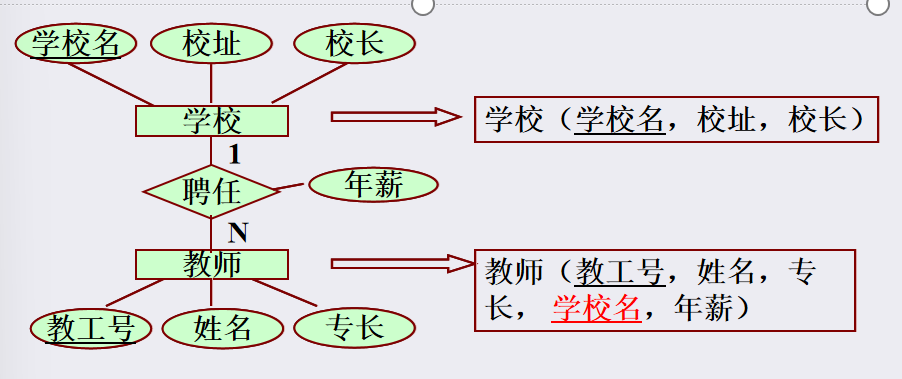 学校名 校址 校长
学校
学校（学校名，校址，校长）
1
聘任 年薪
N
教师
教师（教工号，姓名，专
长， 学校名，年薪）
教工号 姓名 专长